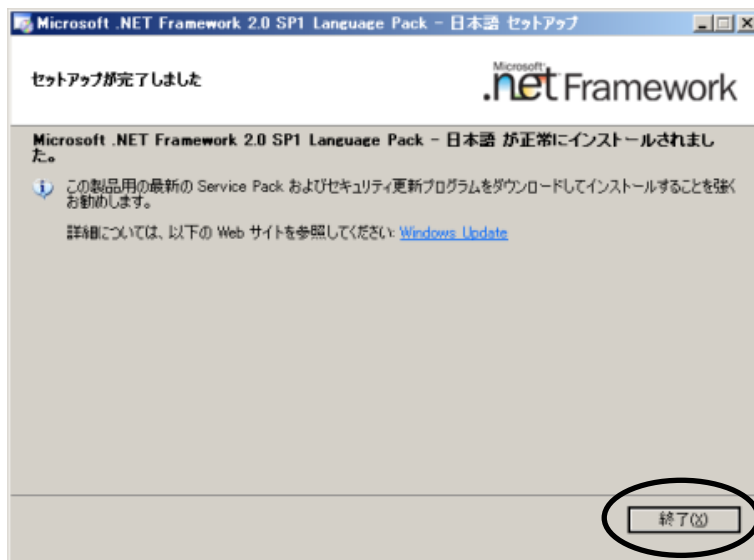 Microsoft .NET Framework 2.0 SP1 Language Pack - 日本語 セットアップ
セットアップが完了しました
Microsoft
.net Framework
Microsoft .NET Framework 2.0 SP1 Language Pack - 日本語 が正常にインストールされまし
た。
この製品用の最新の Service Pack およびセキュリティ更新プログラムをダウンロードしてインストールすることを強く
お勧めします。
詳細については、以下の Web サイトを参照してください: Windows Update
終了(X)